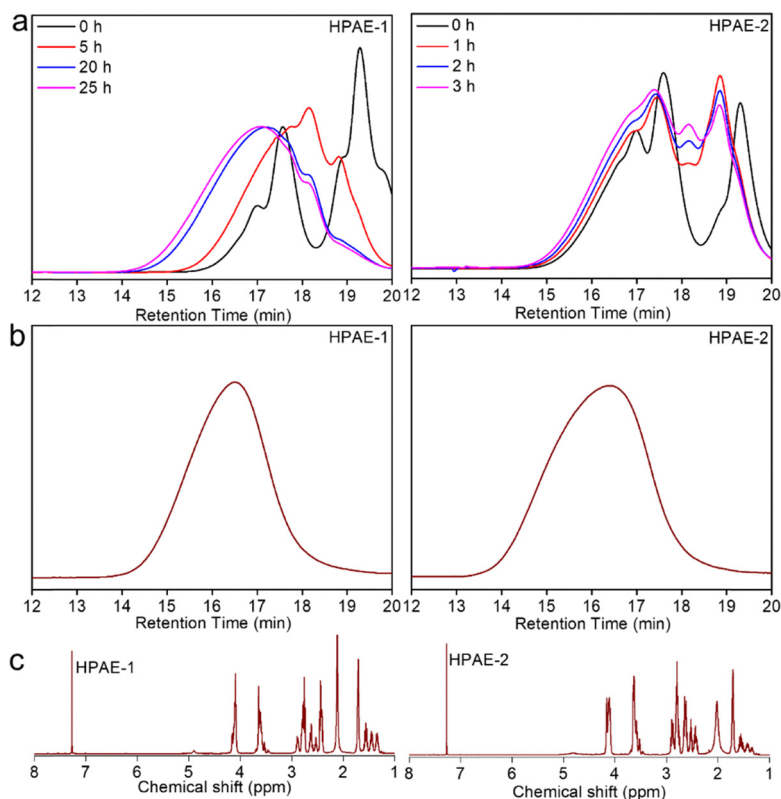 a
0 h
5 h
20 h
25 h
HPAE-1
12 13 14 15 16 17 18 19 20
Retention Time (min)
0 h
1 h
2 h
3 h
HPAE-2
12 13 14 15 16 17 18 19 20
Retention Time (min)
b
HPAE-1
12 13 14 15 16 17 18 19 20
Retention Time (min)
HPAE-2
12 13 14 15 16 17 18 19 20
Retention Time (min)
c
HPAE-1
8 7 6 5 4 3 2 1
Chemical shift (ppm)
HPAE-2
8 7 6 5 4 3 2 1
Chemical shift (ppm)